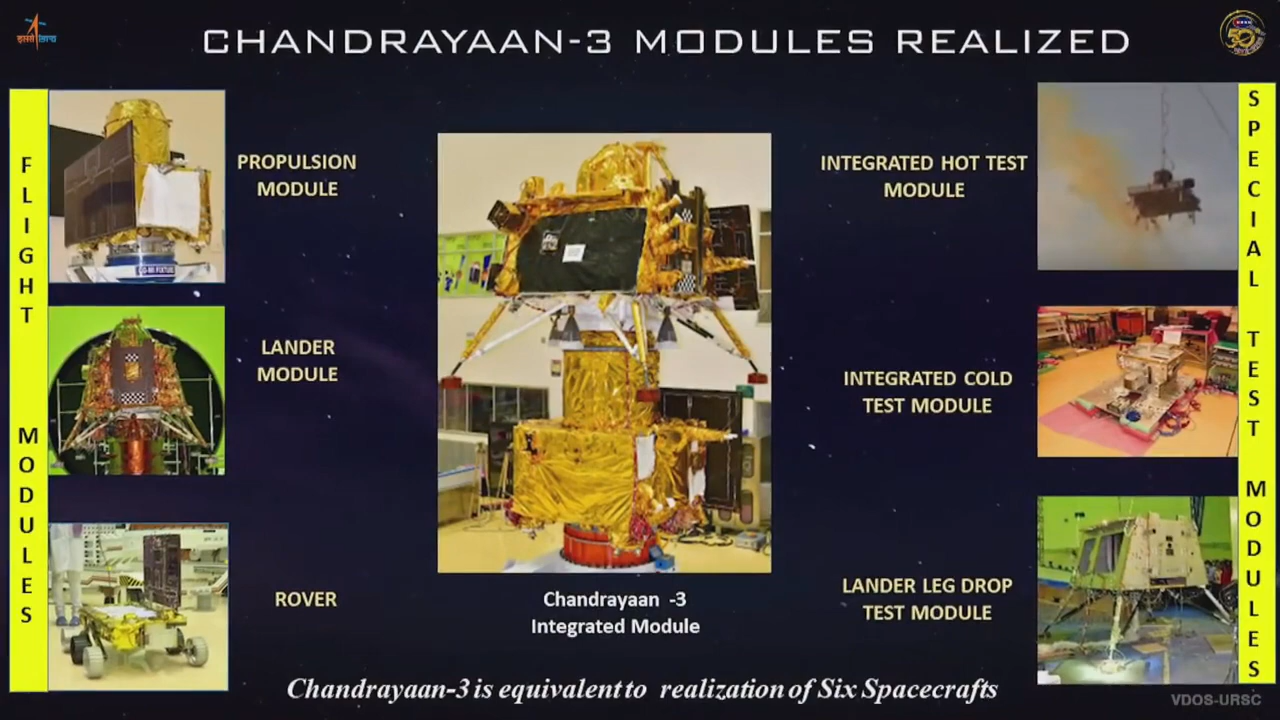 इसरो isro
CHANDRAYAAN-3 MODULES REALIZED
FLIGHT MODULES
PROPULSION
MODULE
LANDER
MODULE
ROVER
Chandrayaan -3
Integrated Module
INTEGRATED HOT TEST
MODULE
INTEGRATED COLD
TEST MODULE
LANDER LEG DROP
TEST MODULE
SPECIAL TEST MODULES
Chandrayaan-3 is equivalent to realization of Six Spacecrafts
VDOS-URSC